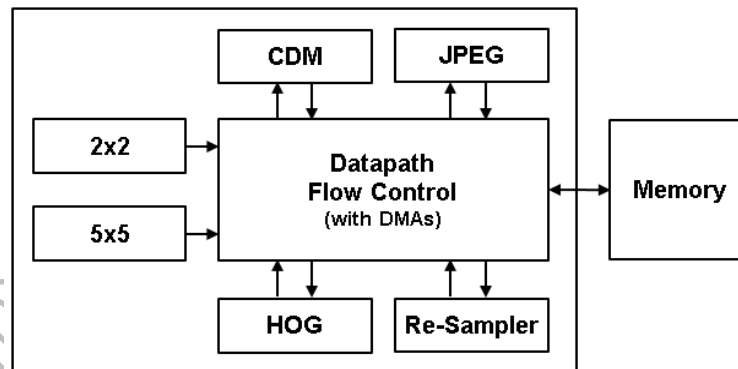 CDM
JPEG
2x2
5x5
Datapath
Flow Control
(with DMAs)
Memory
HOG
Re-Sampler